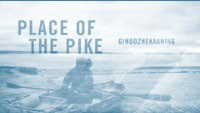 PLACE OF
THE PIKE
GINOOZHEKAANING